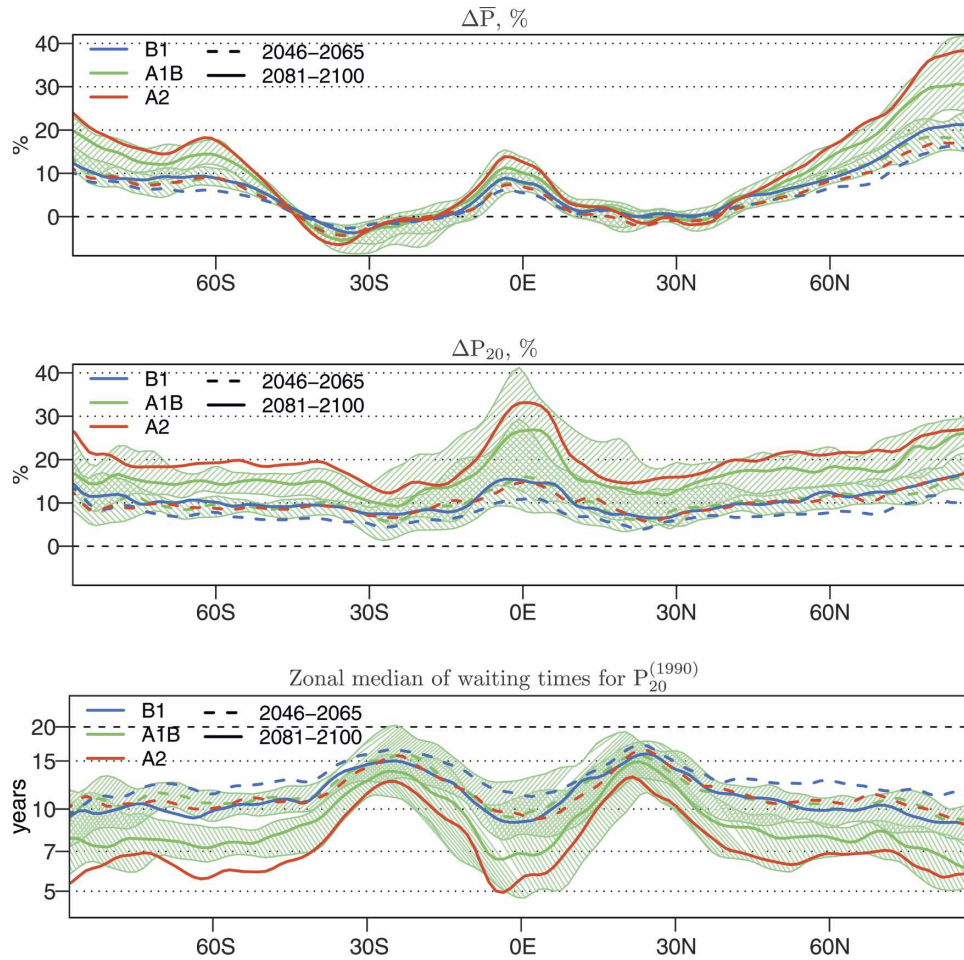 ΔP̅, %
B1 2046–2065
A1B 2081–2100
A2
40
30
20
10
0
%
60S 30S 0E 30N 60N
ΔP₂₀, %
B1 2046–2065
A1B 2081–2100
A2
40
30
20
10
0
%
60S 30S 0E 30N 60N
Zonal median of waiting times for P₂₀⁽¹⁹⁹⁰⁾
B1 2046–2065
A1B 2081–2100
A2
20
15
10
7
5
years
60S 30S 0E 30N 60N